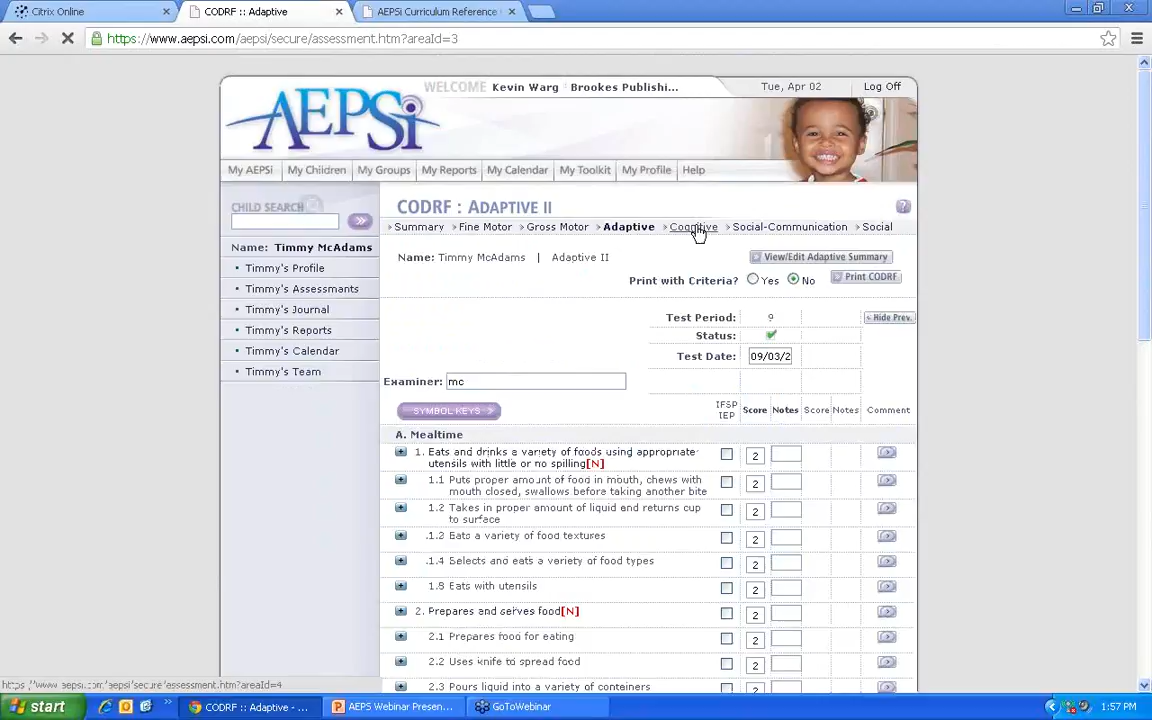 Citrix Online
CODRF :: Adaptive
AEPSi Curriculum Reference
https://www.aepsi.com/aepsi/secure/assessment.htm?areaId=3
WELCOME Kevin Warg Brookes Publishi...
Tue, Apr 02
Log Off
AEPSi
My AEPSi
My Children
My Groups
My Reports
My Calendar
My Toolkit
My Profile
Help
CHILD SEARCH
Name: Timmy McAdams
Timmy's Profile
Timmy's Assessments
Timmy's Journal
Timmy's Reports
Timmy's Calendar
Timmy's Team
CODRF : ADAPTIVE II
Summary
Fine Motor
Gross Motor
Adaptive
Cognitive
Social-Communication
Social
Name: Timmy McAdams | Adaptive II
View/Edit Adaptive Summary
Print with Criteria? Yes No
Print CODRF
Test Period: 9
< Hide Prev.
Status:
Test Date: 09/03/2
Examiner: mc
SYMBOL KEYS >
IFSP
IEP
Score Notes Score Notes Comment
A. Mealtime
1. Eats and drinks a variety of foods using appropriate
utensils with little or no spilling[N] 2
1.1 Puts proper amount of food in mouth, chews with
mouth closed, swallows before taking another bite 2
1.2 Takes in proper amount of liquid and returns cup
to surface 2
.1.2 Eats a variety of food textures 2
.1.4 Selects and eats a variety of food types 2
1.8 Eats with utensils 2
2. Prepares and serves food[N] 2
2.1 Prepares food for eating 2
2.2 Uses knife to spread food 2
2.3 Pours liquid into a variety of containers 2
https://www.aepsi.com/aepsi/secure/assessment.htm?areaId=4
start
CODRF :: Adaptive - ...
AEPS Webinar Presen...
GoToWebinar
1:57 PM